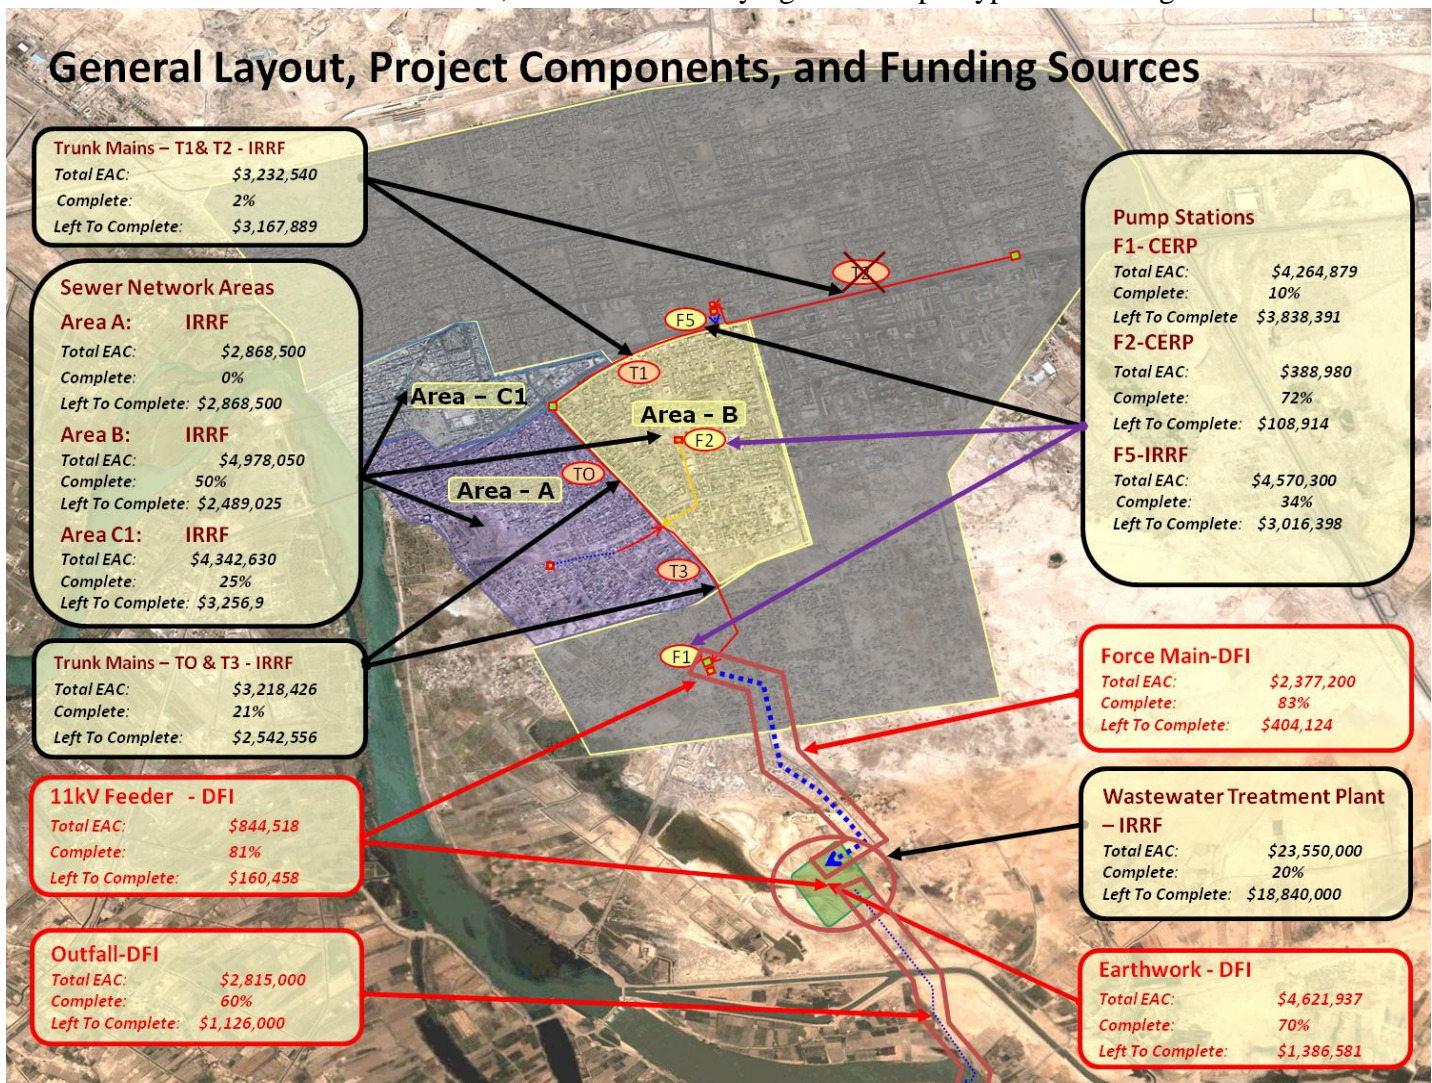 General Layout, Project Components, and Funding Sources
Trunk Mains – T1& T2 - IRRF
Total EAC: $3,232,540
Complete: 2%
Left To Complete: $3,167,889
Sewer Network Areas
Area A: IRRF
Total EAC: $2,868,500
Complete: 0%
Left To Complete: $2,868,500
Area B: IRRF
Total EAC: $4,978,050
Complete: 50%
Left To Complete: $2,489,025
Area C1: IRRF
Total EAC: $4,342,630
Complete: 25%
Left To Complete: $3,256,9
Trunk Mains – TO & T3 - IRRF
Total EAC: $3,218,426
Complete: 21%
Left To Complete: $2,542,556
11kV Feeder - DFI
Total EAC: $844,518
Complete: 81%
Left To Complete: $160,458
Outfall-DFI
Total EAC: $2,815,000
Complete: 60%
Left To Complete: $1,126,000
T2
F5
T1
Area – C1
Area - B
F2
TO
Area - A
T3
F1
Pump Stations
F1- CERP
Total EAC: $4,264,879
Complete: 10%
Left To Complete $3,838,391
F2-CERP
Total EAC: $388,980
Complete: 72%
Left To Complete: $108,914
F5-IRRF
Total EAC: $4,570,300
Complete: 34%
Left To Complete: $3,016,398
Force Main-DFI
Total EAC: $2,377,200
Complete: 83%
Left To Complete: $404,124
Wastewater Treatment Plant
– IRRF
Total EAC: $23,550,000
Complete: 20%
Left To Complete: $18,840,000
Earthwork - DFI
Total EAC: $4,621,937
Complete: 70%
Left To Complete: $1,386,581